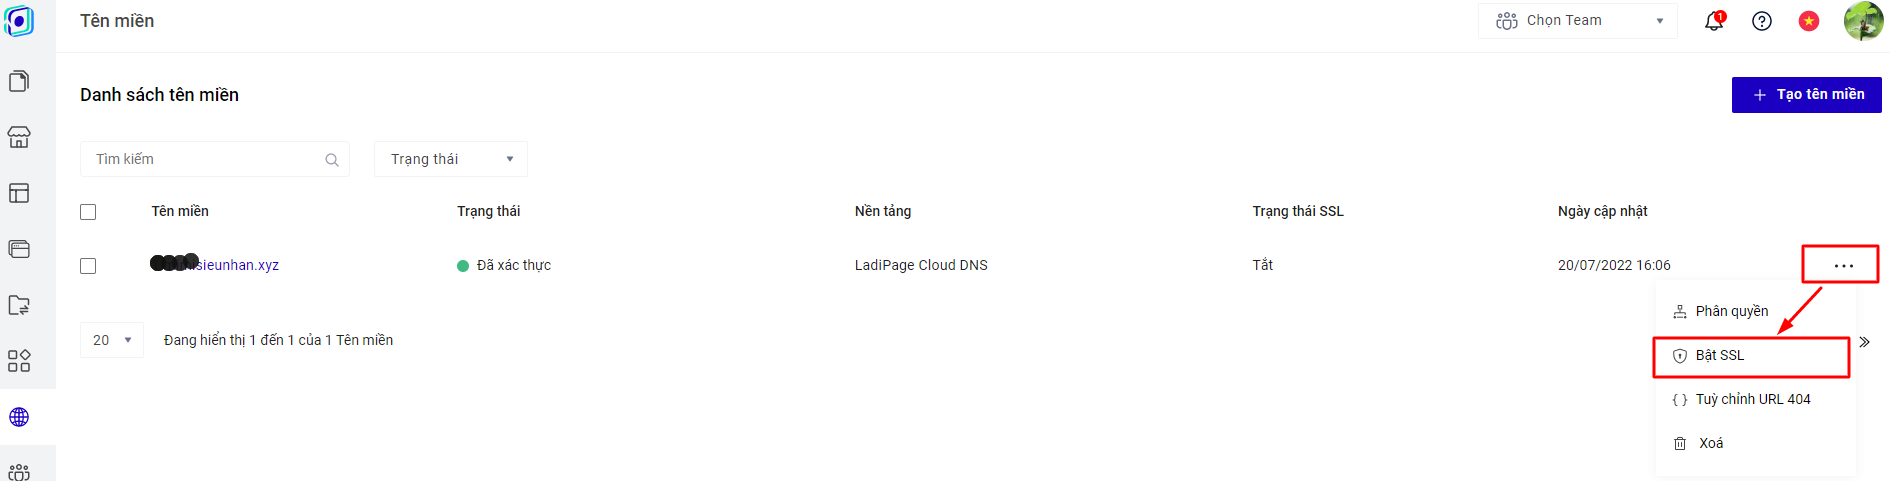 Tên miền
Chọn Team
1
Danh sách tên miền
+ Tạo tên miền
Tìm kiếm
Trạng thái
Tên miền Trạng thái Nền tảng Trạng thái SSL Ngày cập nhật
isieunhan.xyz Đã xác thực LadiPage Cloud DNS Tắt 20/07/2022 16:06
Phân quyền
20 Đang hiển thị 1 đến 1 của 1 Tên miền
Bật SSL
Tuỳ chỉnh URL 404
Xoá